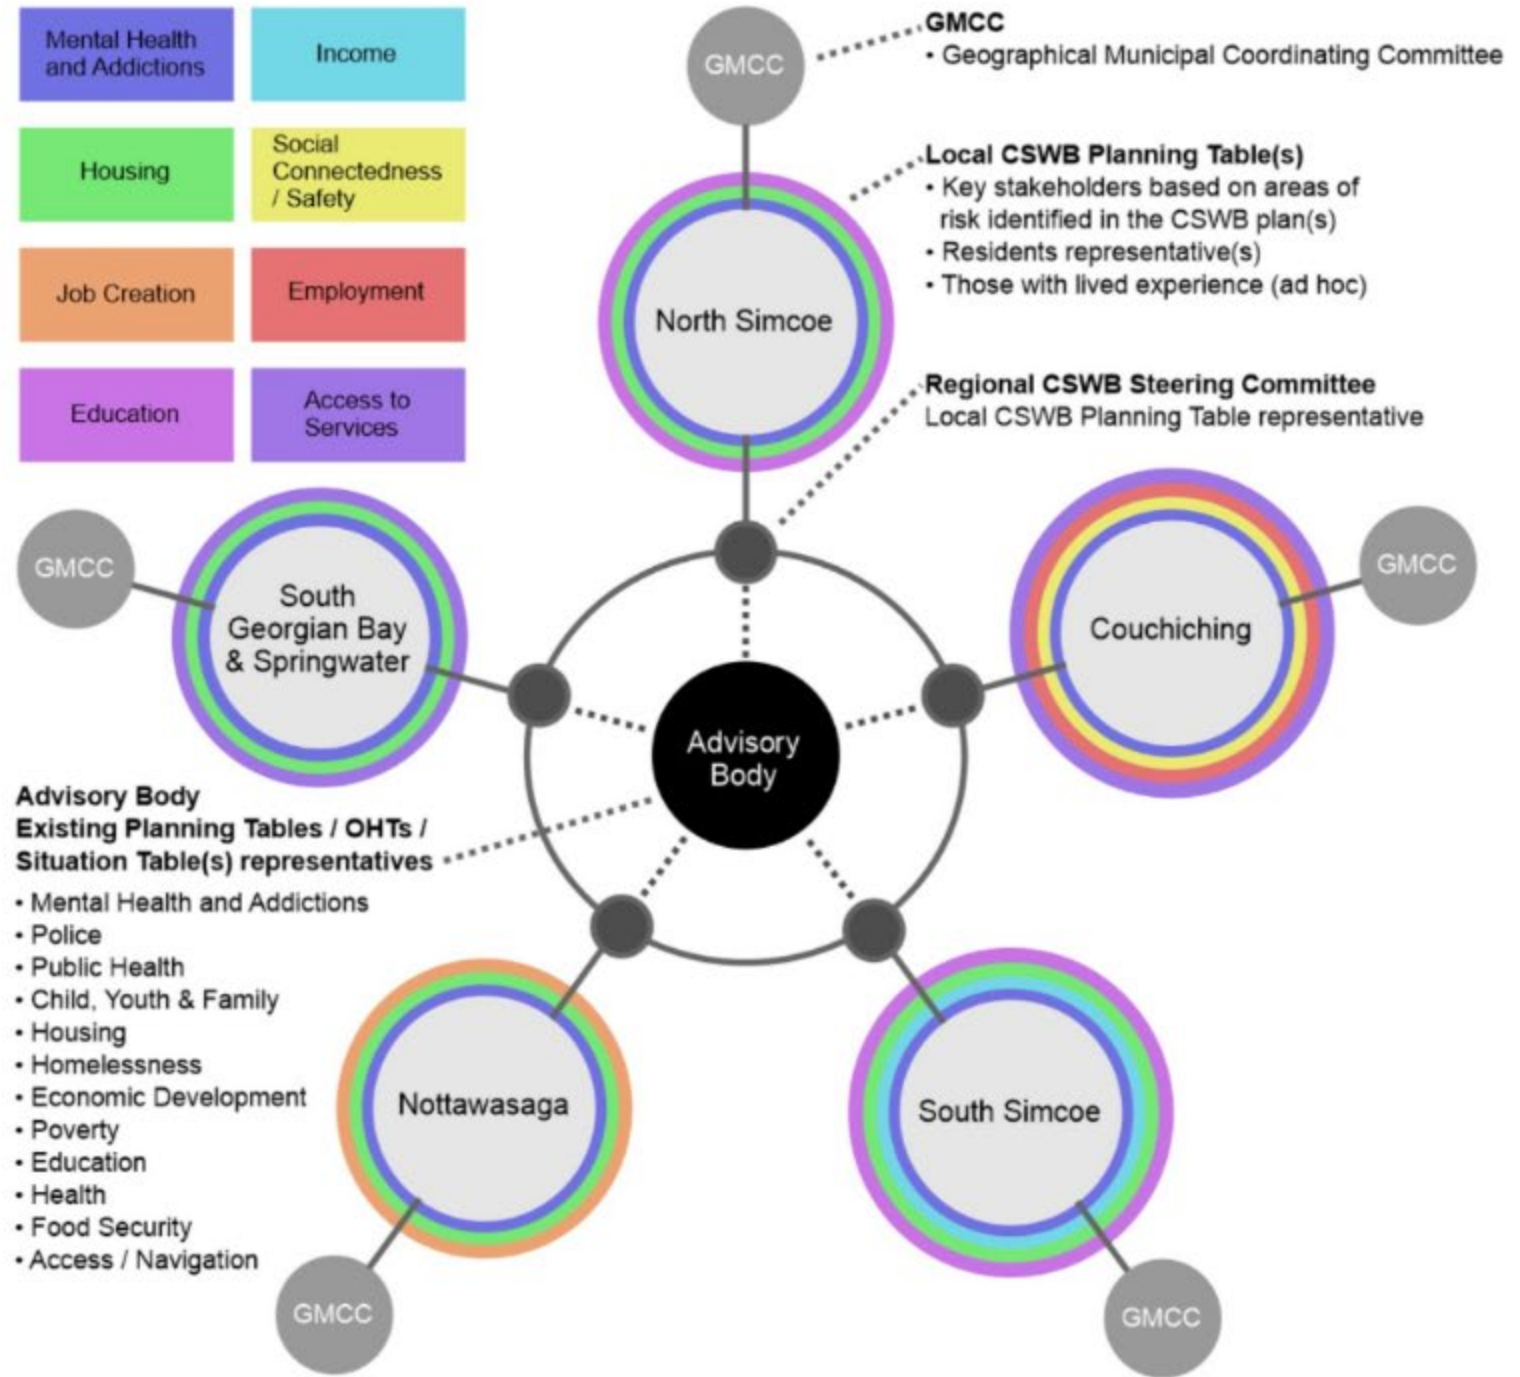 Mental Health
and Addictions
Income
Housing
Social
Connectedness
/ Safety
Job Creation
Employment
Education
Access to
Services
GMCC
GMCC
• Geographical Municipal Coordinating Committee
Local CSWB Planning Table(s)
• Key stakeholders based on areas of
risk identified in the CSWB plan(s)
• Residents representative(s)
• Those with lived experience (ad hoc)
North Simcoe
Regional CSWB Steering Committee
Local CSWB Planning Table representative
GMCC
South
Georgian Bay
& Springwater
Couchiching
GMCC
Advisory
Body
Advisory Body
Existing Planning Tables / OHTs /
Situation Table(s) representatives
• Mental Health and Addictions
• Police
• Public Health
• Child, Youth & Family
• Housing
• Homelessness
• Economic Development
• Poverty
• Education
• Health
• Food Security
• Access / Navigation
Nottawasaga
GMCC
South Simcoe
GMCC